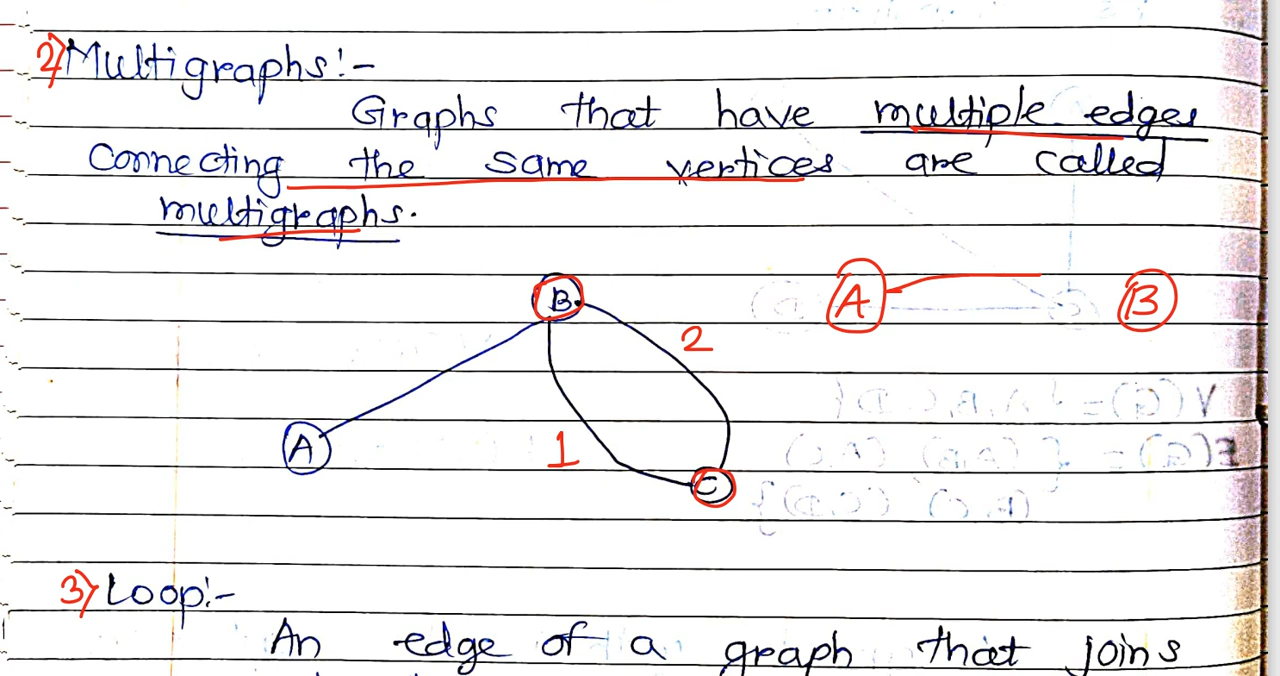 2) Multigraphs:-
Graphs that have multiple edges
connecting the same vertices are called
multigraphs.
B A B
2
A 1
C
3) Loop:-
An edge of a graph that joins